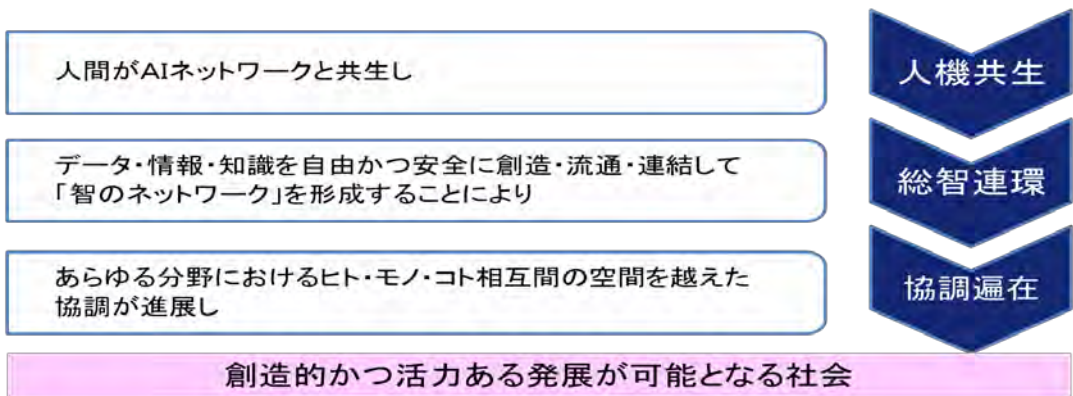 人間がAIネットワークと共生し
人機共生
データ・情報・知識を自由かつ安全に創造・流通・連結して
「智のネットワーク」を形成することにより
総智連環
あらゆる分野におけるヒト・モノ・コト相互間の空間を越えた
協調が進展し
協調遍在
創造的かつ活力ある発展が可能となる社会